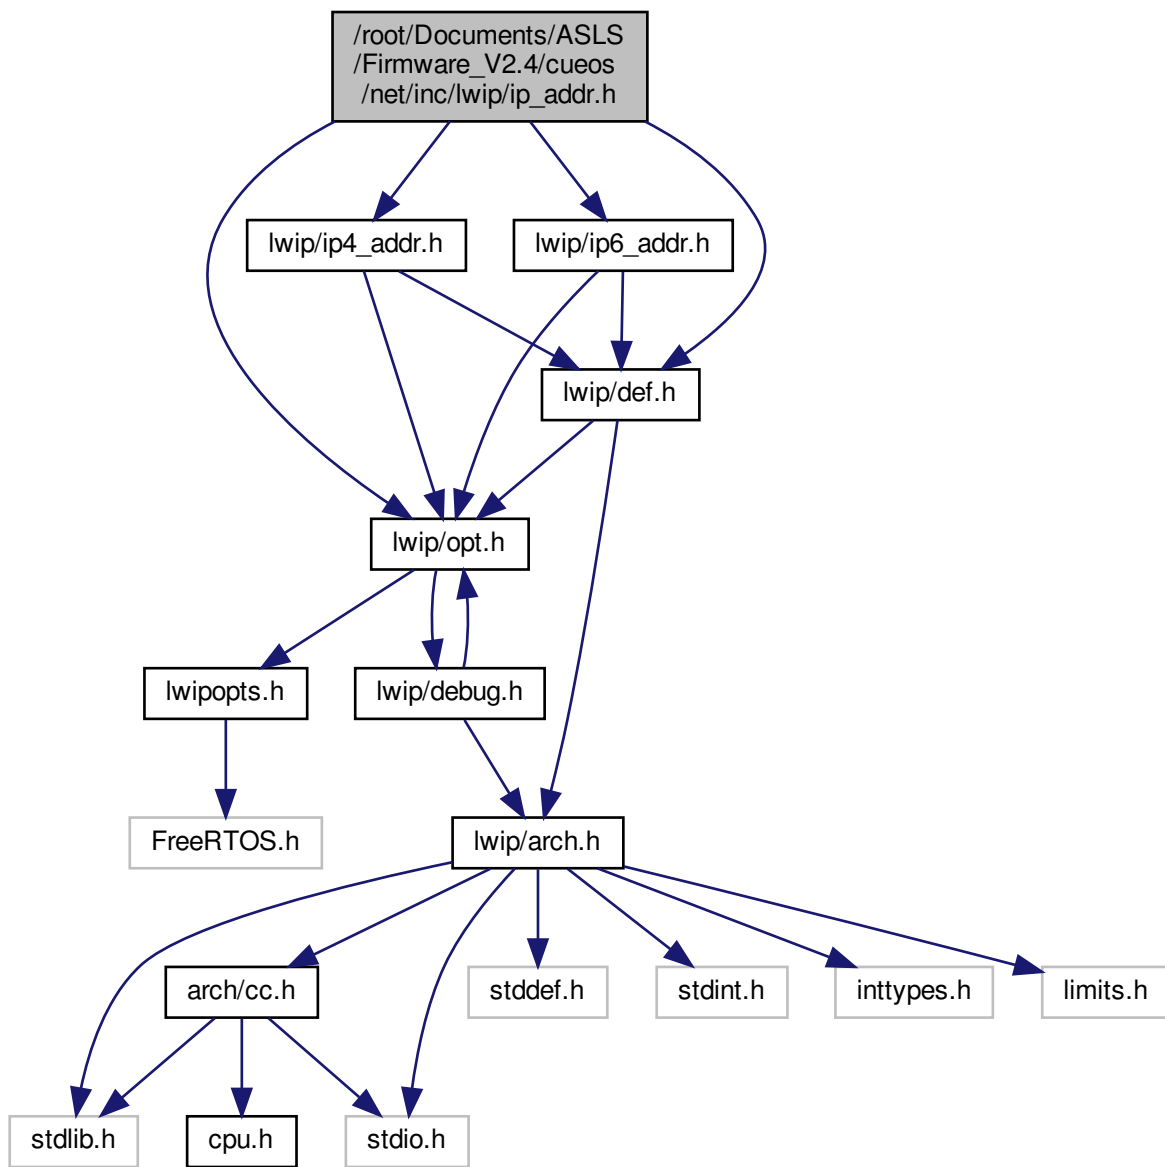 /root/Documents/ASLS
/Firmware_V2.4/cueos
/net/inc/lwip/ip_addr.h
lwip/ip4_addr.h
lwip/ip6_addr.h
lwip/def.h
lwip/opt.h
lwipopts.h
lwip/debug.h
FreeRTOS.h
lwip/arch.h
arch/cc.h
stddef.h
stdint.h
inttypes.h
limits.h
stdlib.h
cpu.h
stdio.h